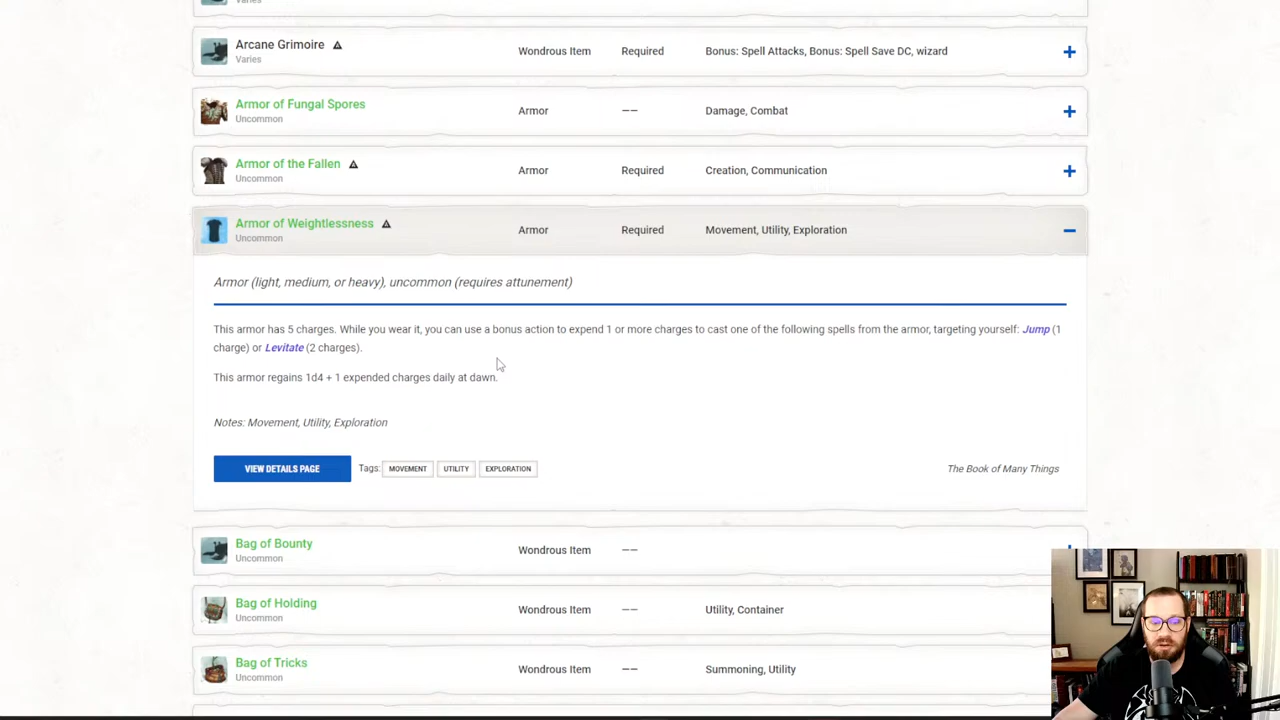 Varies
Arcane Grimoire
Varies
Wondrous Item
Required
Bonus: Spell Attacks, Bonus: Spell Save DC, wizard
Armor of Fungal Spores
Uncommon
Armor
——
Damage, Combat
Armor of the Fallen
Uncommon
Armor
Required
Creation, Communication
Armor of Weightlessness
Uncommon
Armor
Required
Movement, Utility, Exploration
Armor (light, medium, or heavy), uncommon (requires attunement)
This armor has 5 charges. While you wear it, you can use a bonus action to expend 1 or more charges to cast one of the following spells from the armor, targeting yourself: Jump (1
charge) or Levitate (2 charges).
This armor regains 1d4 + 1 expended charges daily at dawn.
Notes: Movement, Utility, Exploration
VIEW DETAILS PAGE
Tags: MOVEMENT UTILITY EXPLORATION
The Book of Many Things
Bag of Bounty
Uncommon
Wondrous Item
——
Bag of Holding
Uncommon
Wondrous Item
——
Utility, Container
Bag of Tricks
Uncommon
Wondrous Item
——
Summoning, Utility